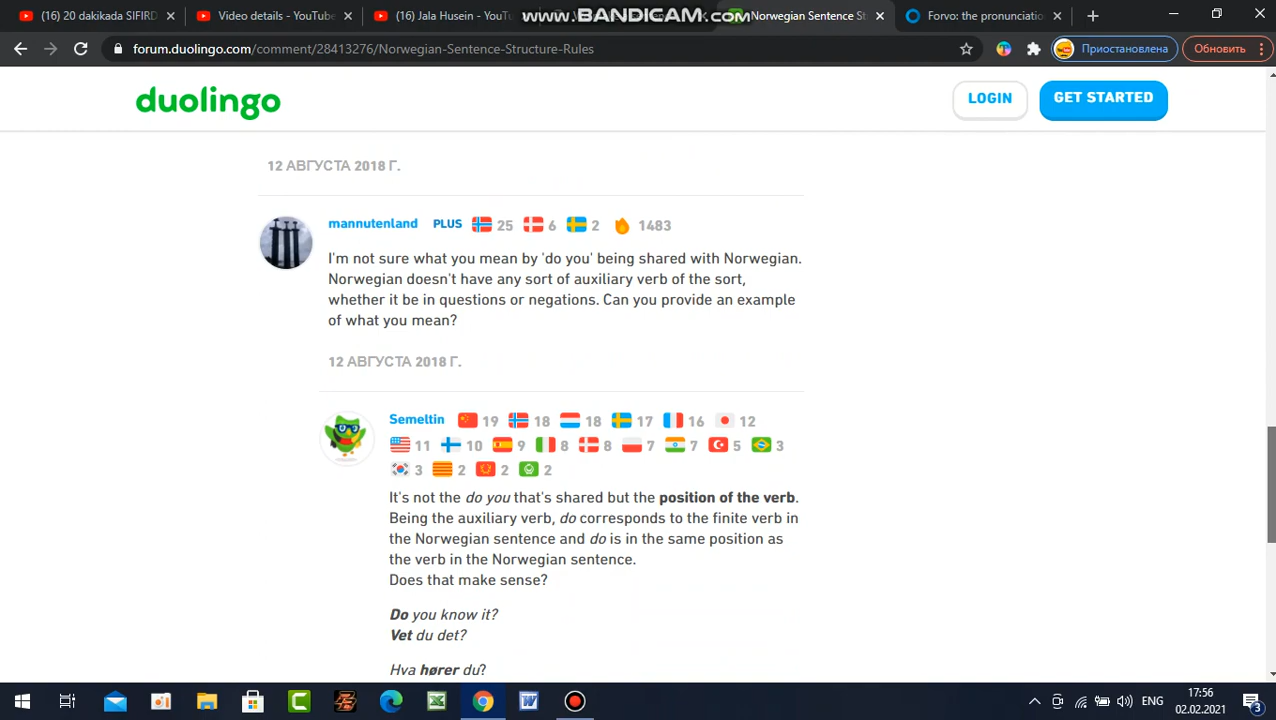 (16) 20 dakikada SIFIRD
Video details - YouTube
(16) Jala Husein - YouTu
www.BANDICAM.com
Norwegian Sentence St
Forvo: the pronunciatio
forum.duolingo.com/comment/28413276/Norwegian-Sentence-Structure-Rules
Приостановлена
Обновить
duolingo
LOGIN
GET STARTED
12 АВГУСТА 2018 Г.
mannutenland PLUS 25 6 2 1483
I'm not sure what you mean by 'do you' being shared with Norwegian.
Norwegian doesn't have any sort of auxiliary verb of the sort,
whether it be in questions or negations. Can you provide an example
of what you mean?
12 АВГУСТА 2018 Г.
Semeltin 19 18 18 17 16 12
11 10 9 8 8 7 7 5 3
3 2 2 2
It's not the do you that's shared but the position of the verb.
Being the auxiliary verb, do corresponds to the finite verb in
the Norwegian sentence and do is in the same position as
the verb in the Norwegian sentence.
Does that make sense?
Do you know it?
Vet du det?
Hva hører du?
ENG
17:56
02.02.2021
3